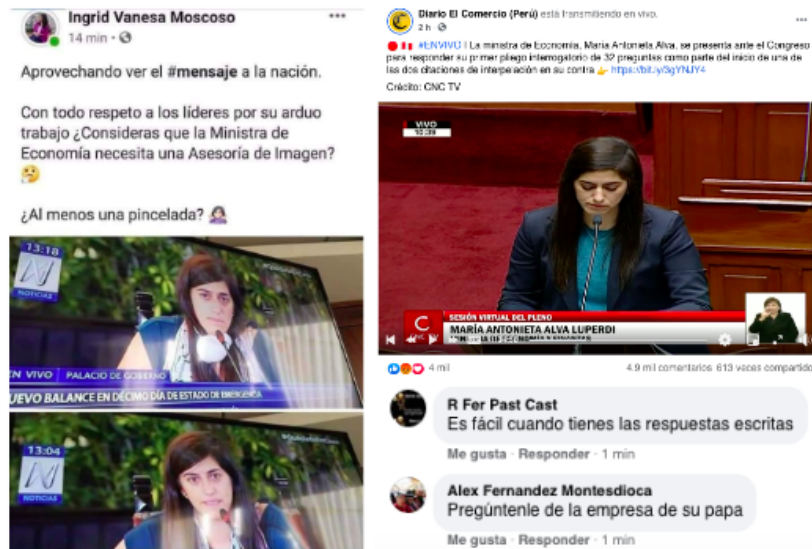 Ingrid Vanesa Moscoso
14 min ·
Aprovechando ver el #mensaje a la nación.
Con todo respeto a los líderes por su arduo
trabajo ¿Consideras que la Ministra de
Economía necesita una Asesoría de Imagen?
¿Al menos una pincelada?
13:18
N
NOTICIAS
EN VIVO PALACIO DE GOBIERNO
NUEVO BALANCE EN DÉCIMO DÍA DE ESTADO DE EMERGENCIA
13:04
N
NOTICIAS
Diario El Comercio (Perú) está transmitiendo en vivo.
2 h ·
#ENVIVO | La ministra de Economía, María Antonieta Alva, se presenta ante el Congreso
para responder su primer pliego interrogatorio de 32 preguntas como parte del inicio de una de
las dos citaciones de interpelación en su contra https://bit.ly/3gYNJY4
Crédito: CNC TV
VIVO
10:39
C
SESIÓN VIRTUAL DEL PLENO
MARÍA ANTONIETA ALVA LUPERDI
4 mil
4.9 mil comentarios 613 veces compartido
R Fer Past Cast
Es fácil cuando tienes las respuestas escritas
Me gusta · Responder · 1 min
Alex Fernandez Montesdioca
Pregúntenle de la empresa de su papa
Me gusta · Responder · 1 min